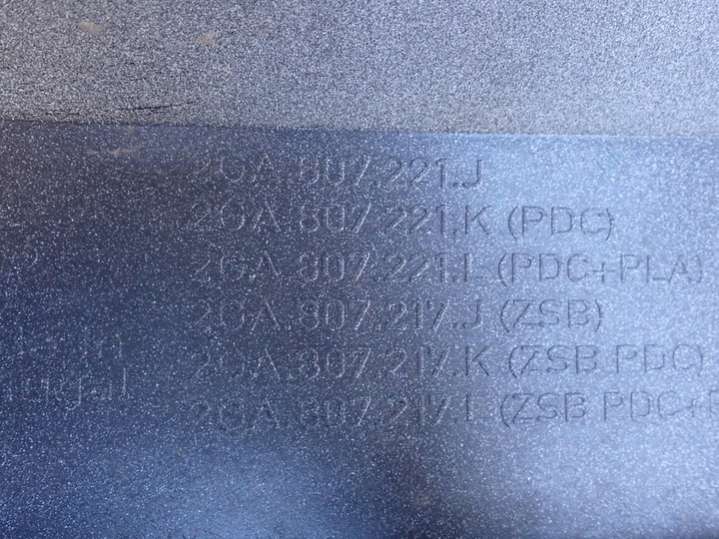 2GA.807.221.J
2GA.807.221.K (PDC)
2GA.807.221.L (PDC+PLA)
2GA.807.217.J (ZSB)
2GA.807.217.K (ZSB PDC)
2GA.807.217.L (ZSB PDC+